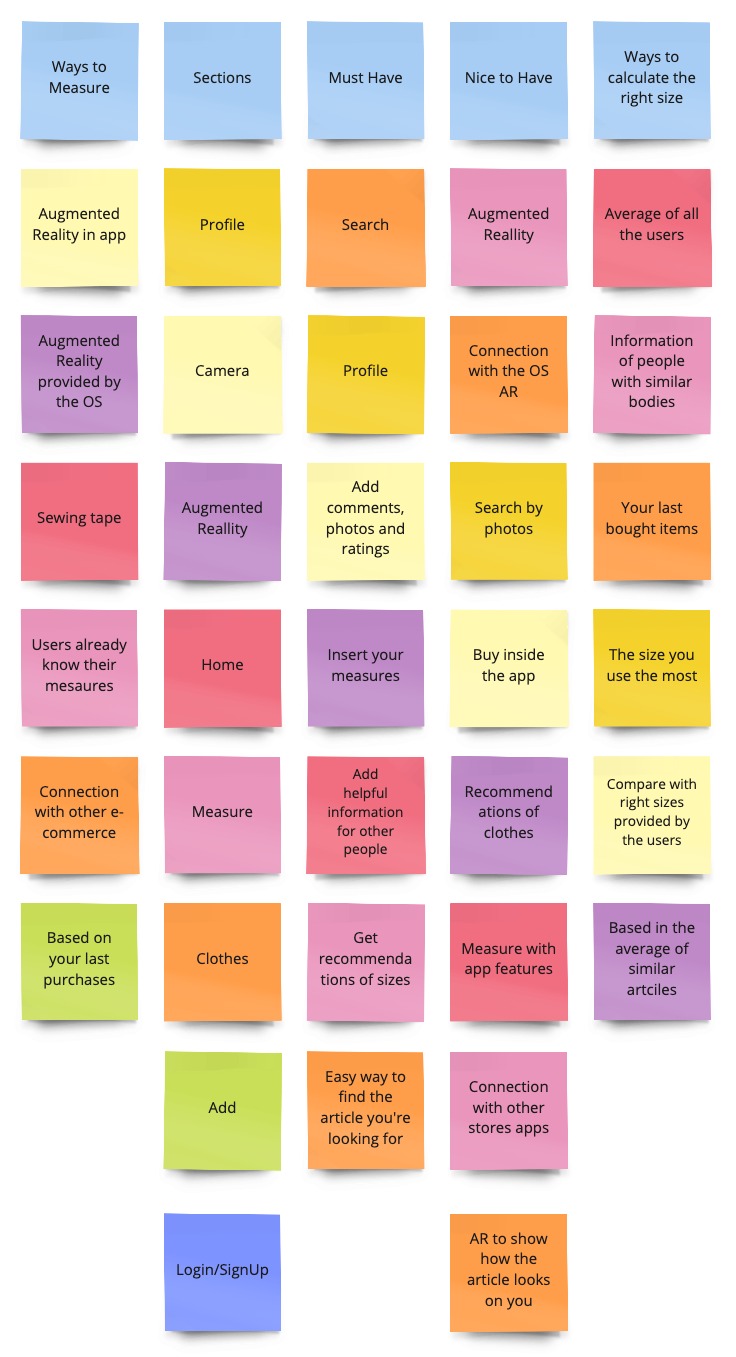 Ways to
Measure
Sections
Must Have
Nice to Have
Ways to
calculate the
right size
Augmented
Reality in app
Profile
Search
Augmented
Reallity
Average of all
the users
Augmented
Reality
provided by
the OS
Camera
Profile
Connection
with the OS
AR
Information
of people
with similar
bodies
Sewing tape
Augmented
Reallity
Add
comments,
photos and
ratings
Search by
photos
Your last
bought items
Users already
know their
mesaures
Home
Insert your
measures
Buy inside
the app
The size you
use the most
Connection
with other e-
commerce
Measure
Add
helpful
information
for other
people
Recommend
ations of
clothes
Compare with
right sizes
provided by
the users
Based on
your last
purchases
Clothes
Get
recommenda
tions of sizes
Measure with
app features
Based in the
average of
similar
artciles
Add
Easy way to
find the
article you're
looking for
Connection
with other
stores apps
Login/SignUp
AR to show
how the
article looks
on you